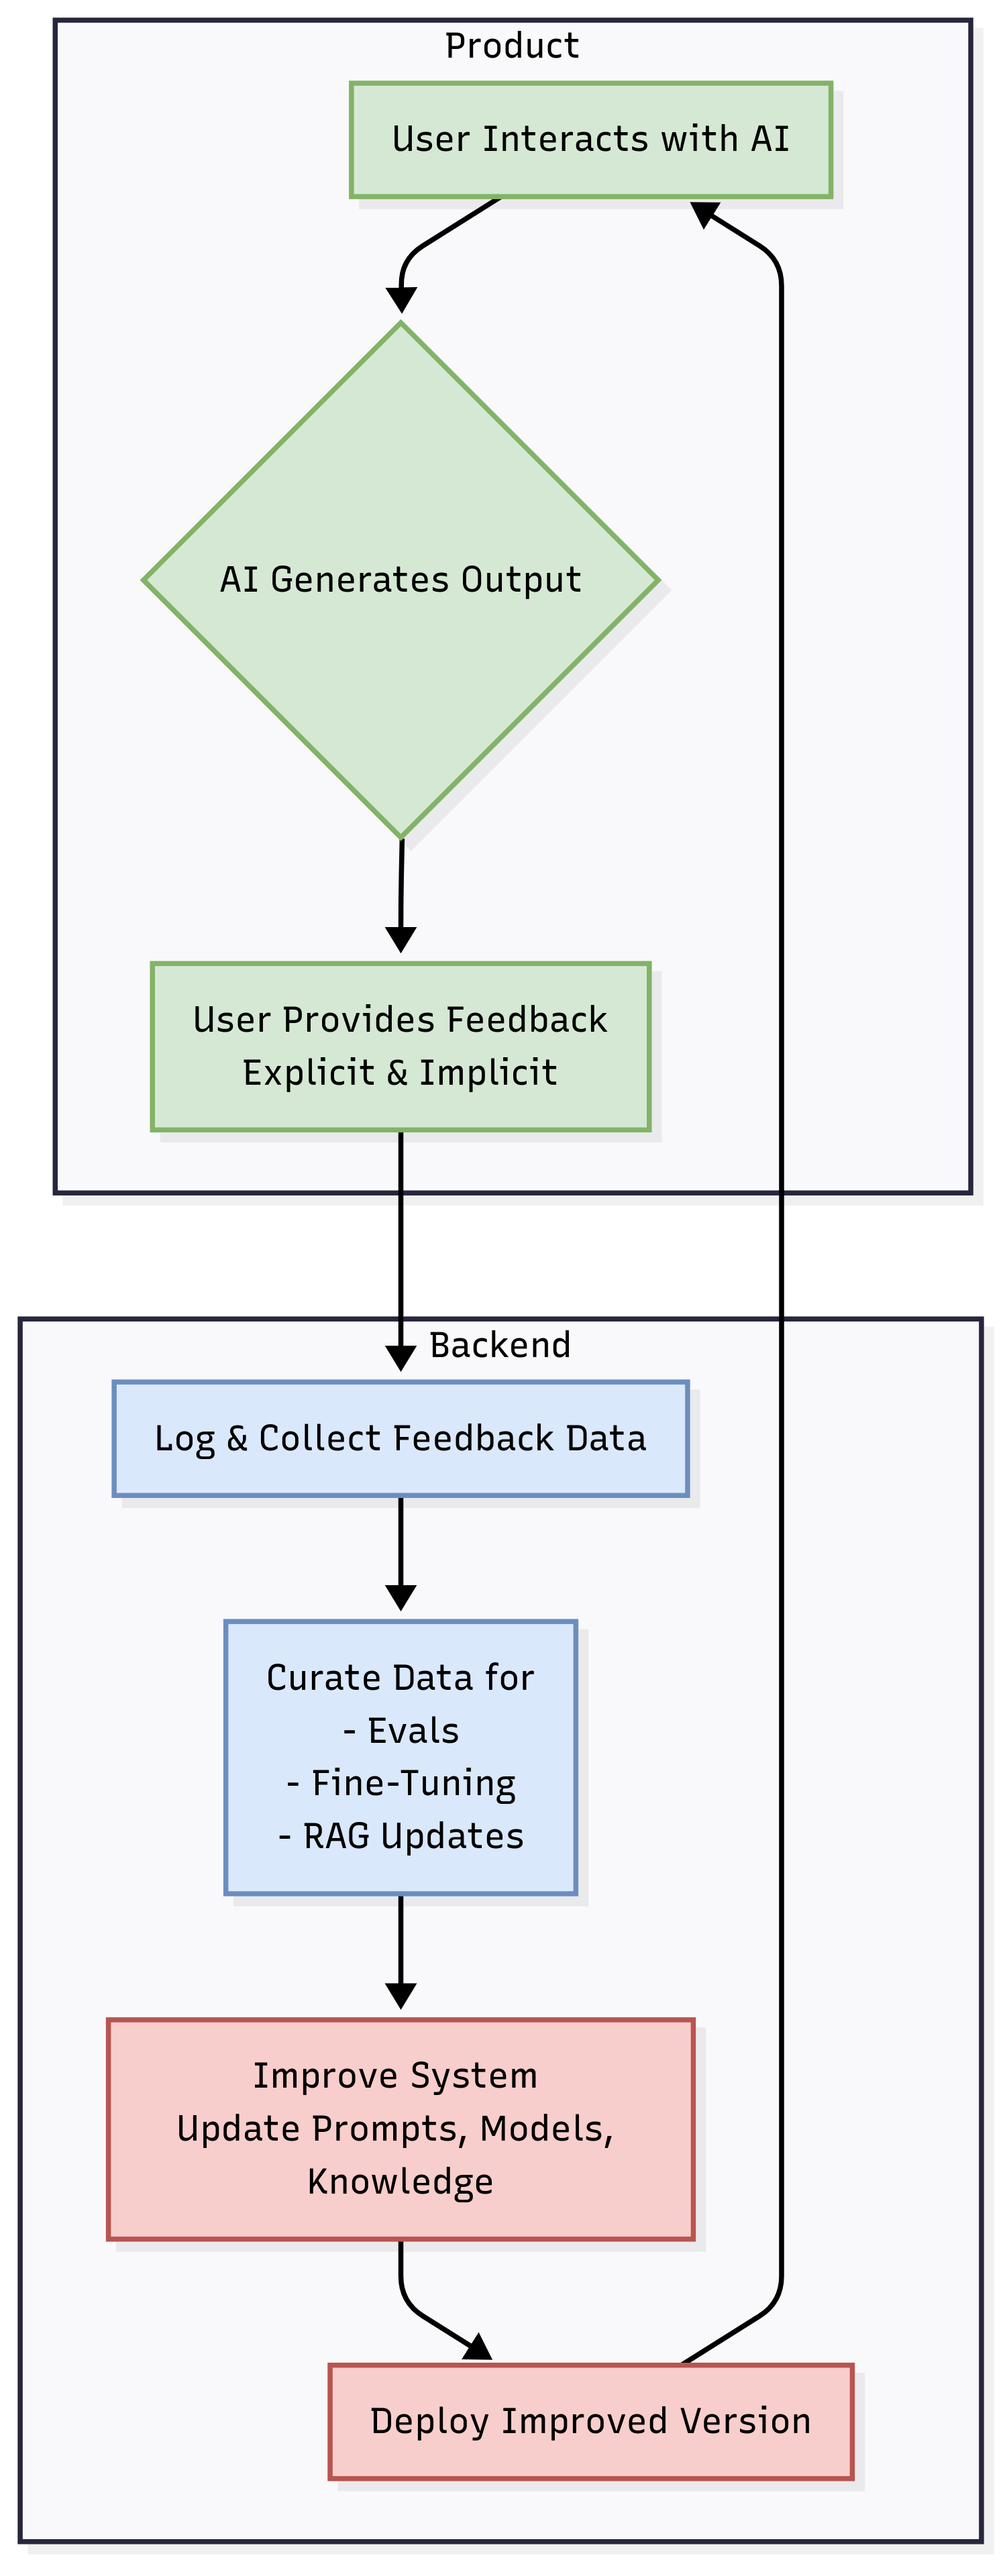 Product
User Interacts with AI
AI Generates Output
User Provides Feedback
Explicit & Implicit
Backend
Log & Collect Feedback Data
Curate Data for
- Evals
- Fine-Tuning
- RAG Updates
Improve System
Update Prompts, Models,
Knowledge
Deploy Improved Version